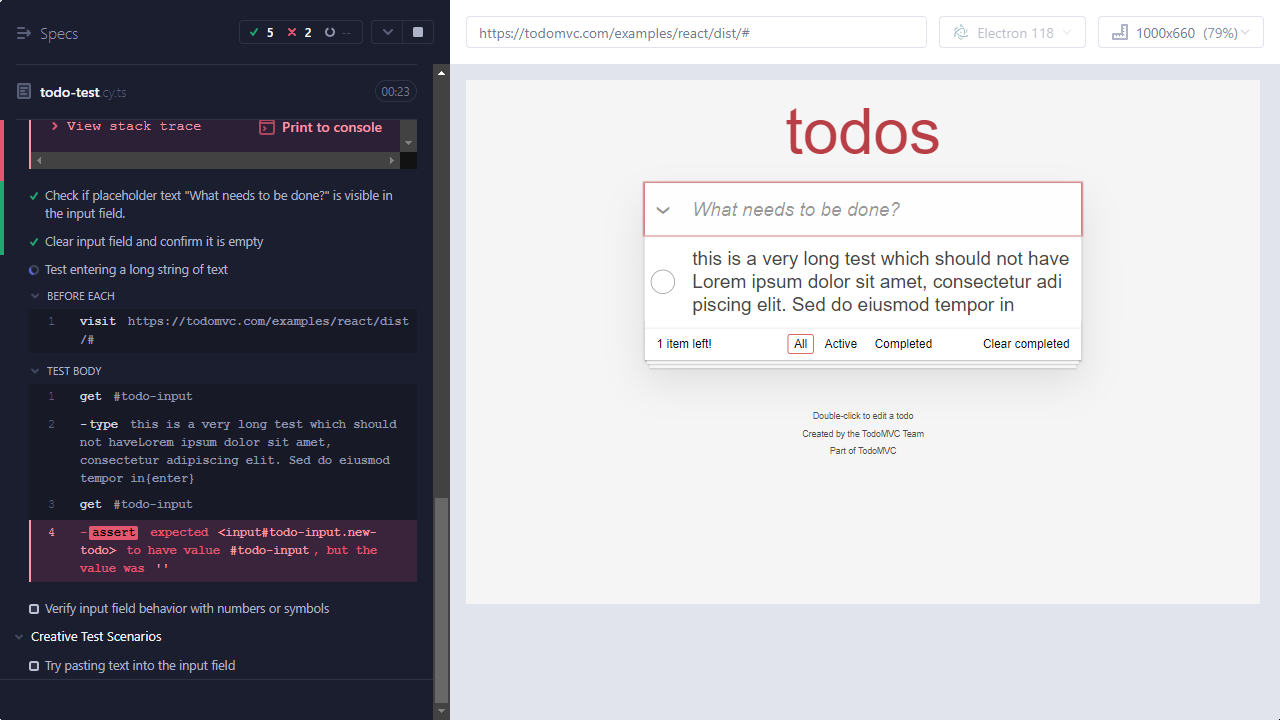 Specs
5
2
--
todo-test.cy.ts
00:23
View stack trace
Print to console
Check if placeholder text "What needs to be done?" is visible in
the input field.
Clear input field and confirm it is empty
Test entering a long string of text
BEFORE EACH
1 visit https://todomvc.com/examples/react/dist
/#
TEST BODY
1 get #todo-input
2 -type this is a very long test which should
not haveLorem ipsum dolor sit amet,
consectetur adipiscing elit. Sed do eiusmod
tempor in{enter}
3 get #todo-input
4 -assert expected <input#todo-input.new-
todo> to have value #todo-input, but the
value was ''
Verify input field behavior with numbers or symbols
Creative Test Scenarios
Try pasting text into the input field
https://todomvc.com/examples/react/dist/#
Electron 118
1000x660 (79%)
todos
What needs to be done?
this is a very long test which should not have
Lorem ipsum dolor sit amet, consectetur adi
piscing elit. Sed do eiusmod tempor in
1 item left!
All
Active
Completed
Clear completed
Double-click to edit a todo
Created by the TodoMVC Team
Part of TodoMVC